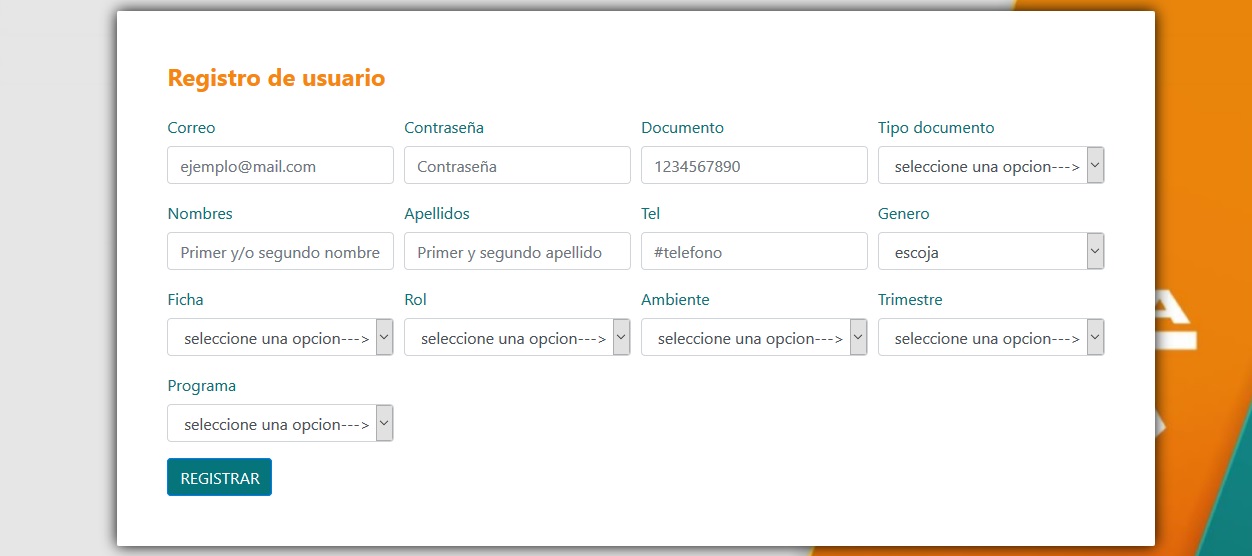 Registro de usuario
Correo Contraseña Documento Tipo documento
ejemplo@mail.com Contraseña 1234567890 seleccione una opcion--->
Nombres Apellidos Tel Genero
Primer y/o segundo nombre Primer y segundo apellido #telefono escoja
Ficha Rol Ambiente Trimestre
seleccione una opcion---> seleccione una opcion---> seleccione una opcion---> seleccione una opcion--->
Programa
seleccione una opcion--->
REGISTRAR